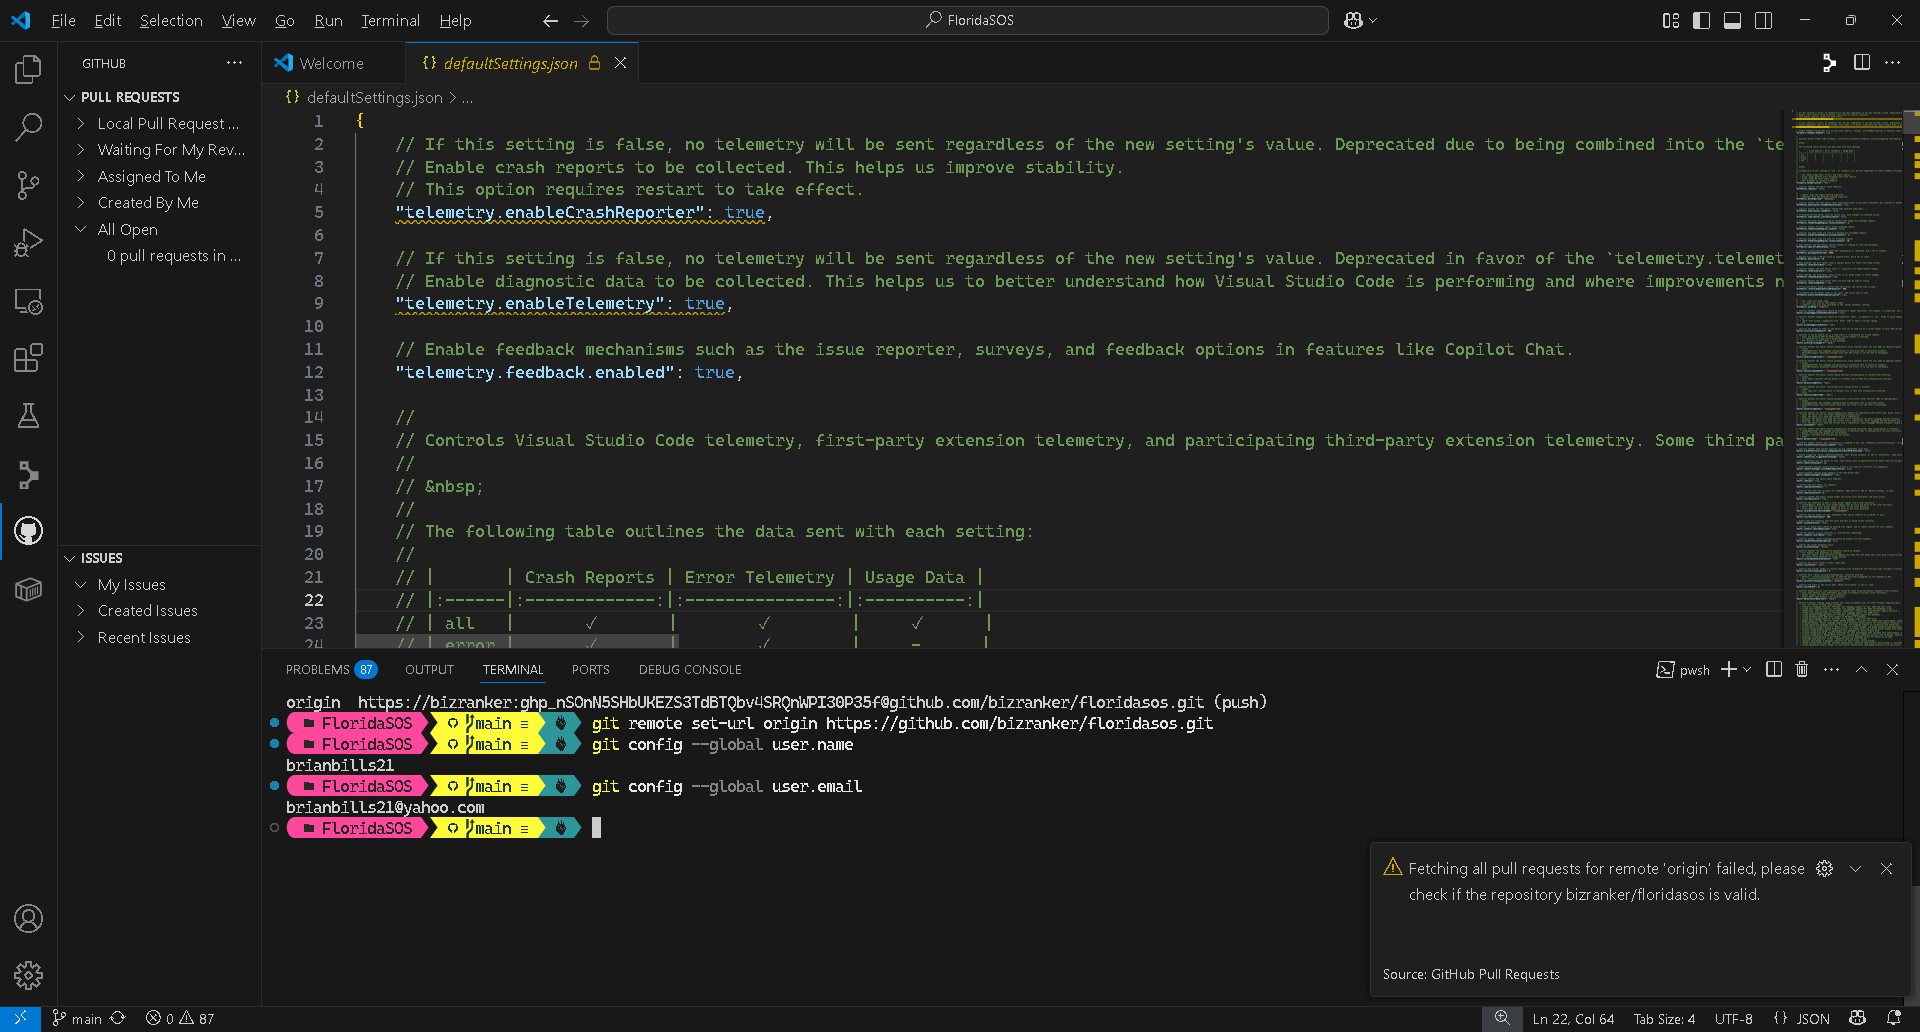 File Edit Selection View Go Run Terminal Help
FloridaSOS
GITHUB
PULL REQUESTS
Local Pull Request ...
Waiting For My Rev...
Assigned To Me
Created By Me
All Open
0 pull requests in ...
ISSUES
My Issues
Created Issues
Recent Issues
Welcome
{} defaultSettings.json
{} defaultSettings.json > ...
1 {
2 // If this setting is false, no telemetry will be sent regardless of the new setting's value. Deprecated due to being combined into the `te
3 // Enable crash reports to be collected. This helps us improve stability.
4 // This option requires restart to take effect.
5 "telemetry.enableCrashReporter": true,
6
7 // If this setting is false, no telemetry will be sent regardless of the new setting's value. Deprecated in favor of the `telemetry.telemet
8 // Enable diagnostic data to be collected. This helps us to better understand how Visual Studio Code is performing and where improvements n
9 "telemetry.enableTelemetry": true,
10
11 // Enable feedback mechanisms such as the issue reporter, surveys, and feedback options in features like Copilot Chat.
12 "telemetry.feedback.enabled": true,
13
14 //
15 // Controls Visual Studio Code telemetry, first-party extension telemetry, and participating third-party extension telemetry. Some third pa
16 //
17 // &nbsp;
18 //
19 // The following table outlines the data sent with each setting:
20 //
21 // |       | Crash Reports | Error Telemetry | Usage Data |
22 // |:------|:-------------:|:---------------:|:----------:|
23 // | all   |      ✓        |        ✓        |     ✓      |
24 // | error |      ✓        |        ✓        |     -      |
PROBLEMS 87 OUTPUT TERMINAL PORTS DEBUG CONSOLE
pwsh
origin https://bizranker: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@github.com/bizranker/floridasos.git (push)
FloridaSOS main ≡ git remote set-url origin https://github.com/bizranker/floridasos.git
FloridaSOS main ≡ git config --global user.name
brianbills21
FloridaSOS main ≡ git config --global user.email
brianbills21@yahoo.com
FloridaSOS main ≡
Fetching all pull requests for remote 'origin' failed, please
check if the repository bizranker/floridasos is valid.
Source: GitHub Pull Requests
main 0 87
Ln 22, Col 64 Tab Size: 4 UTF-8 {} JSON